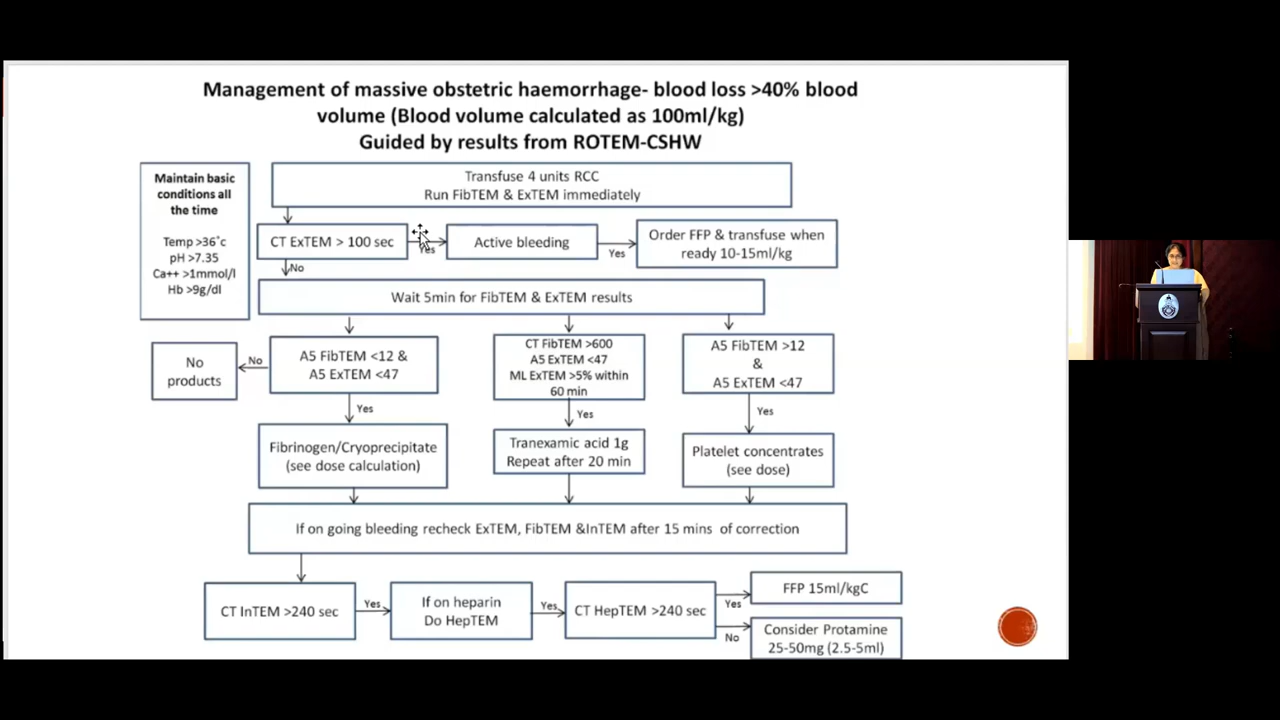 Management of massive obstetric haemorrhage- blood loss >40% blood
volume (Blood volume calculated as 100ml/kg)
Guided by results from ROTEM-CSHW
Maintain basic
conditions all
the time
Temp >36˚c
pH >7.35
Ca++ >1mmol/l
Hb >9g/dl
Transfuse 4 units RCC
Run FibTEM & ExTEM immediately
CT ExTEM > 100 sec
Yes
Active bleeding
Yes
Order FFP & transfuse when
ready 10-15ml/kg
No
Wait 5min for FibTEM & ExTEM results
No
products
No
A5 FibTEM <12 &
A5 ExTEM <47
CT FibTEM >600
A5 ExTEM <47
ML ExTEM >5% within
60 min
A5 FibTEM >12
&
A5 ExTEM <47
Yes
Yes
Yes
Fibrinogen/Cryoprecipitate
(see dose calculation)
Tranexamic acid 1g
Repeat after 20 min
Platelet concentrates
(see dose)
If on going bleeding recheck ExTEM, FibTEM &InTEM after 15 mins of correction
CT InTEM >240 sec
Yes
If on heparin
Do HepTEM
Yes
CT HepTEM >240 sec
Yes
FFP 15ml/kgC
No
Consider Protamine
25-50mg (2.5-5ml)